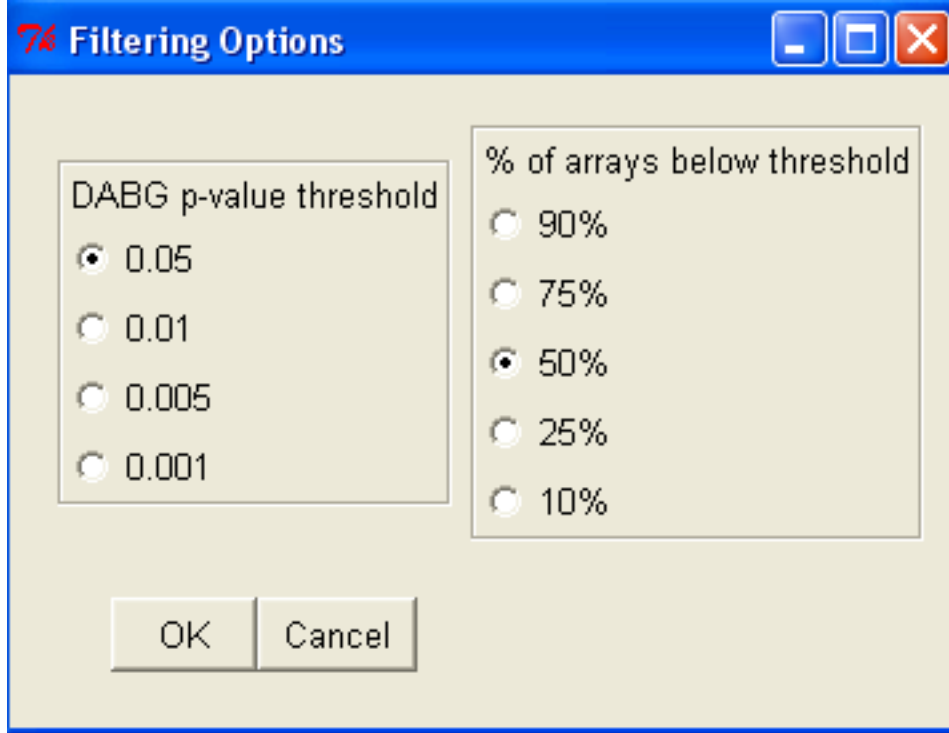 7k Filtering Options
DABG p-value threshold
0.05
0.01
0.005
0.001
% of arrays below threshold
90%
75%
50%
25%
10%
OK Cancel